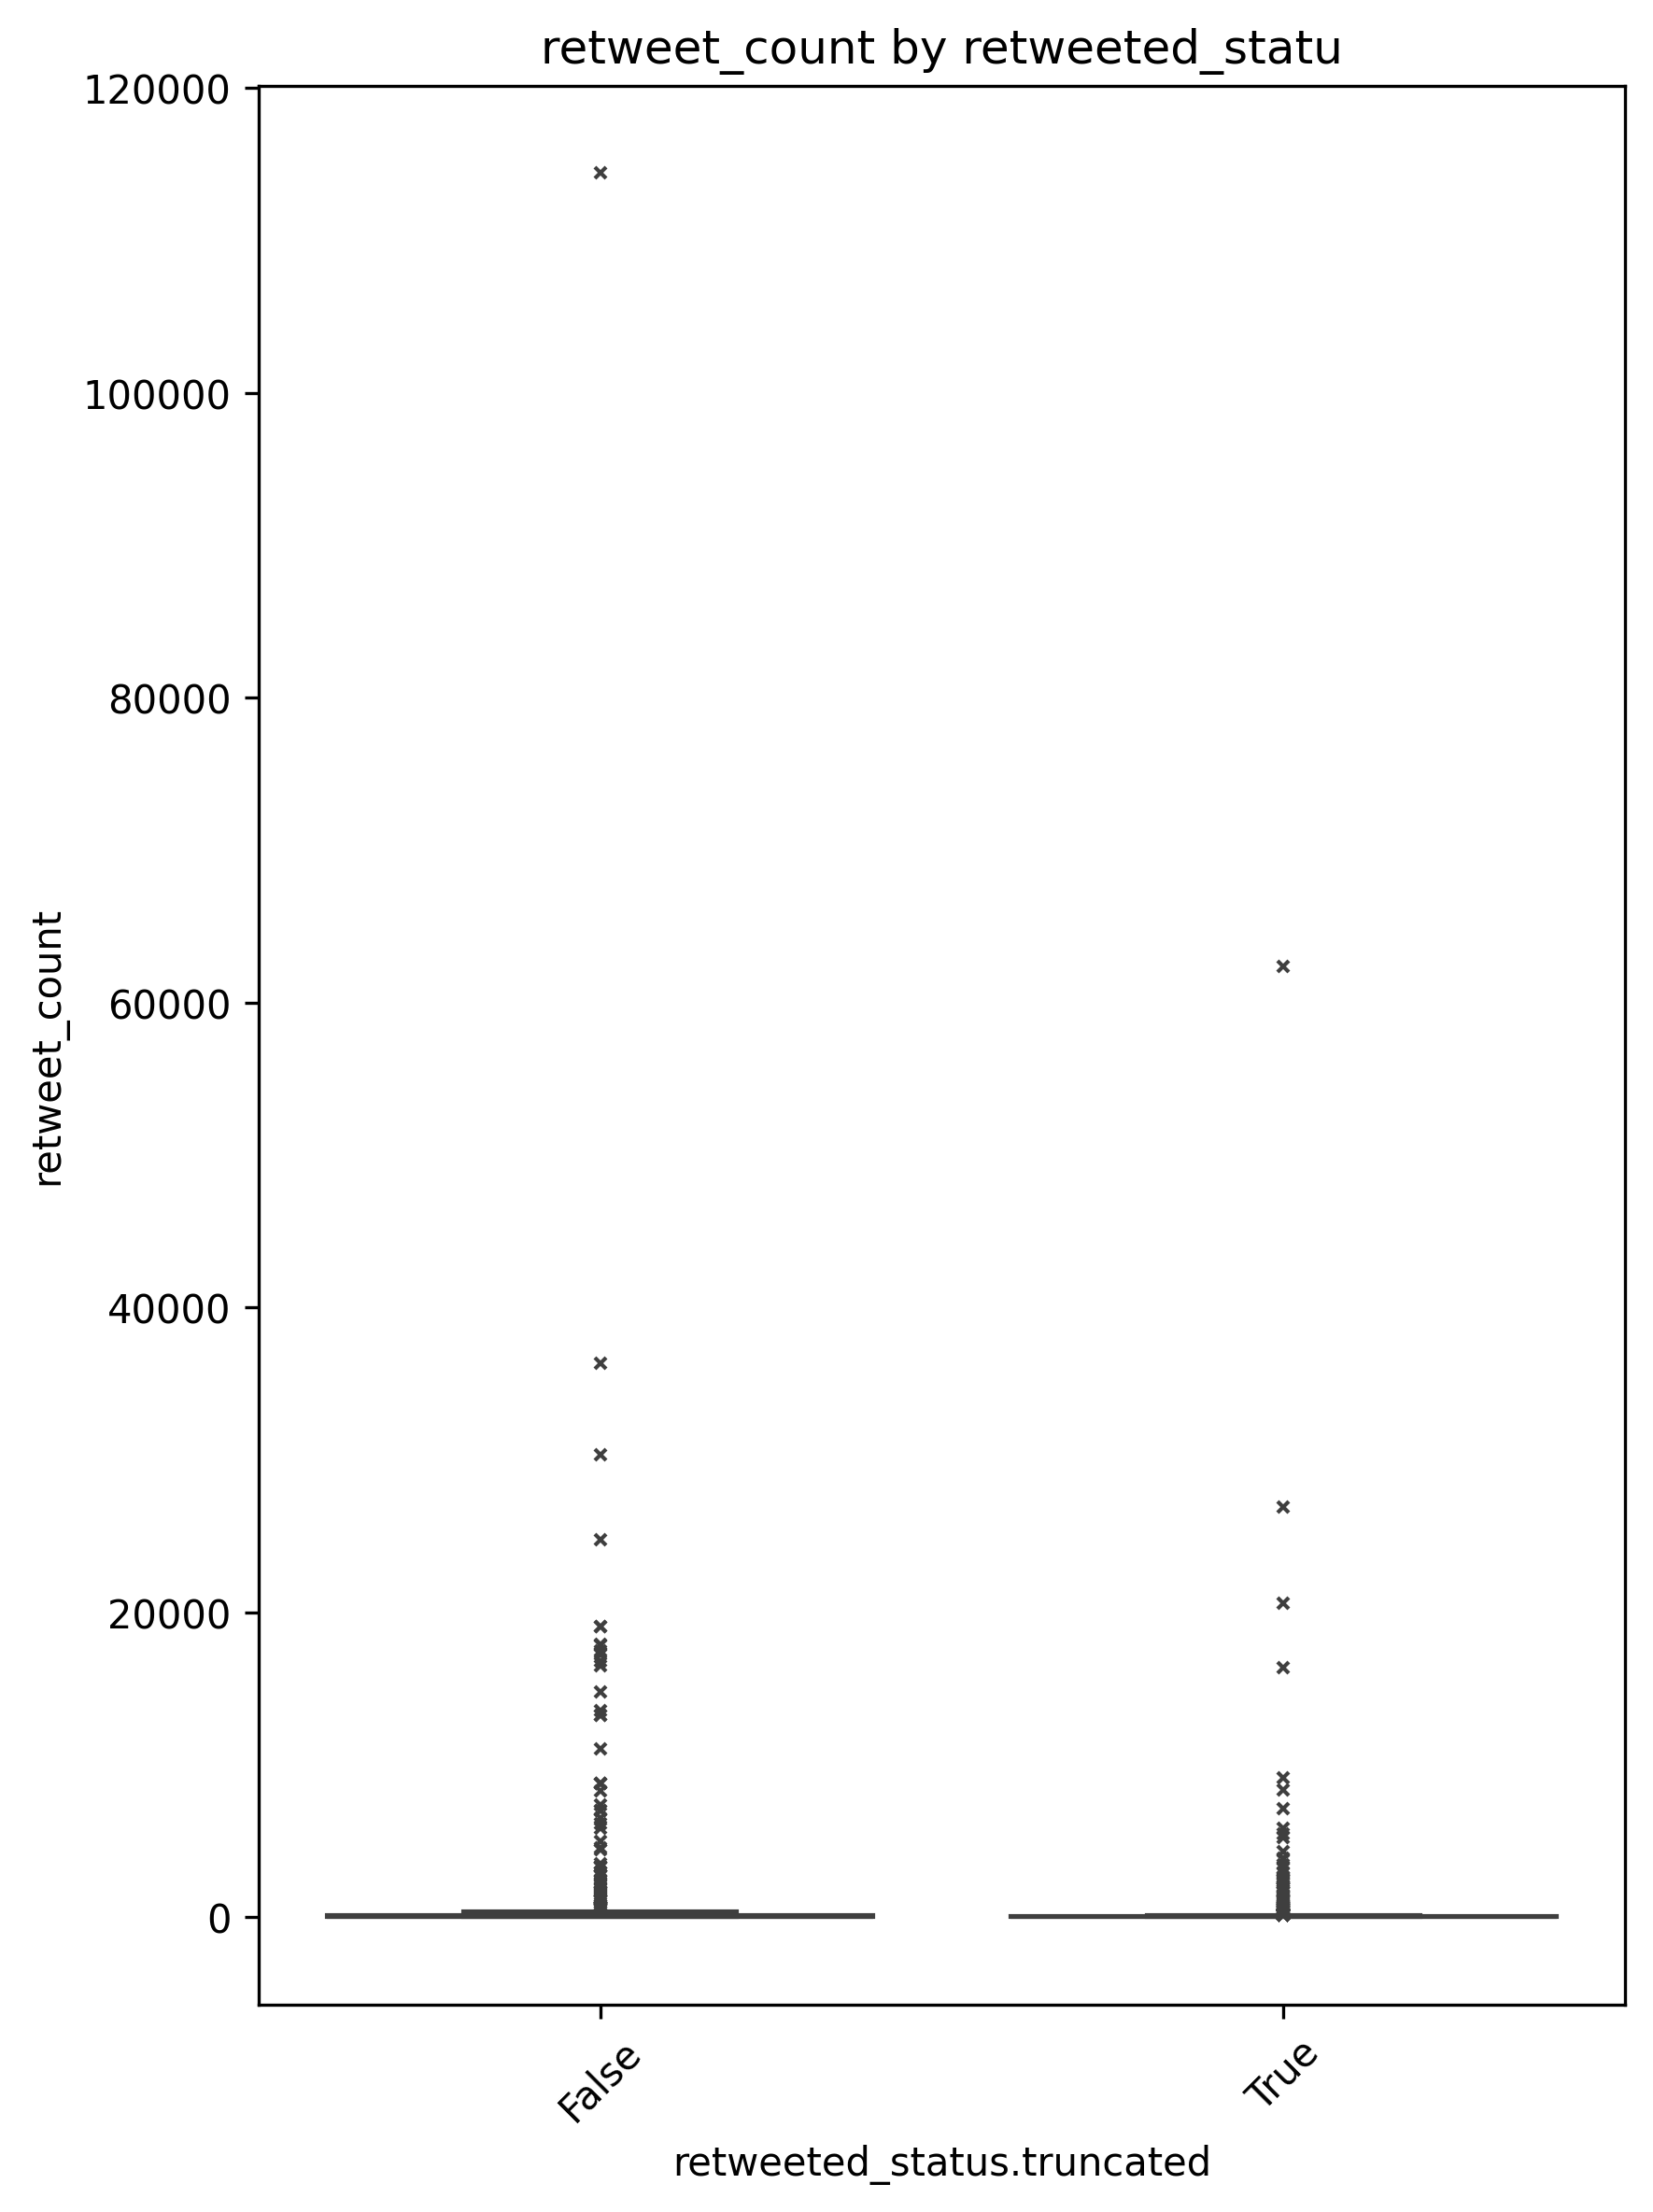 retweet_count by retweeted_statu
120000
100000
80000
60000
40000
20000
0
retweet_count
False
True
retweeted_status.truncated